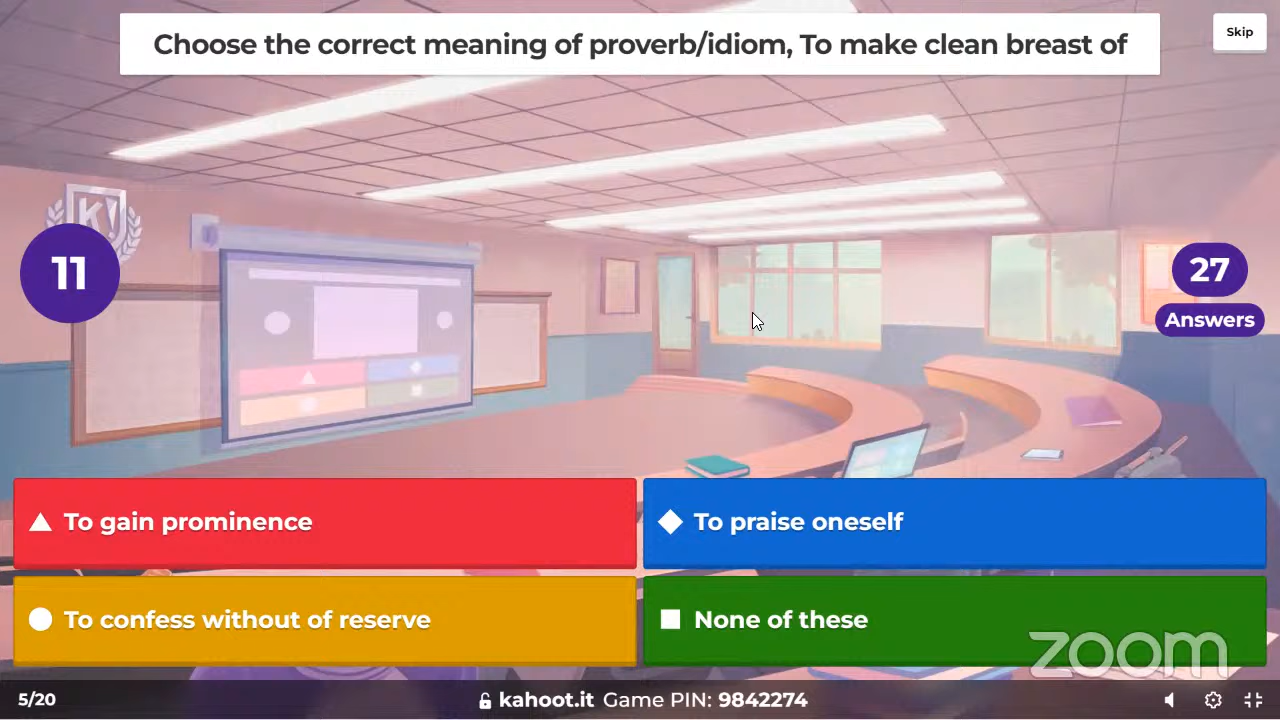 Choose the correct meaning of proverb/idiom, To make clean breast of
Skip
K!
11
27
Answers
To gain prominence
To praise oneself
To confess without of reserve
None of these
zoom
5/20
kahoot.it Game PIN: 9842274